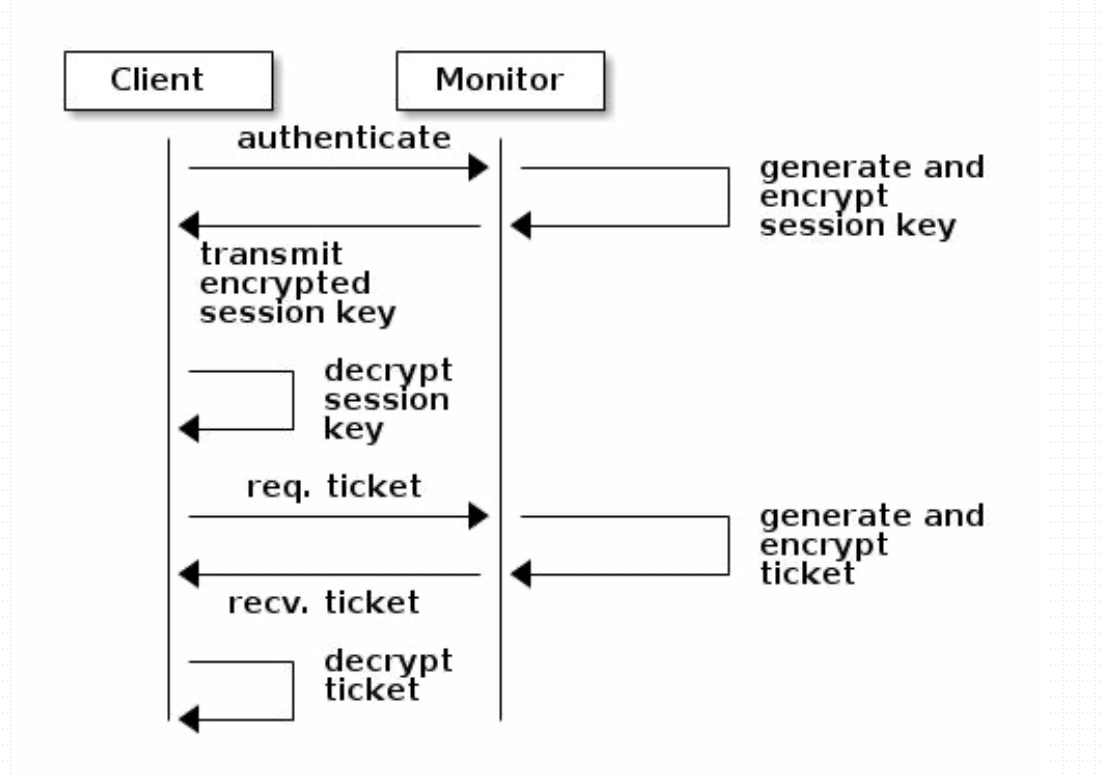 Client
Monitor
authenticate
generate and
encrypt
session key
transmit
encrypted
session key
decrypt
session
key
req. ticket
generate and
encrypt
ticket
recv. ticket
decrypt
ticket